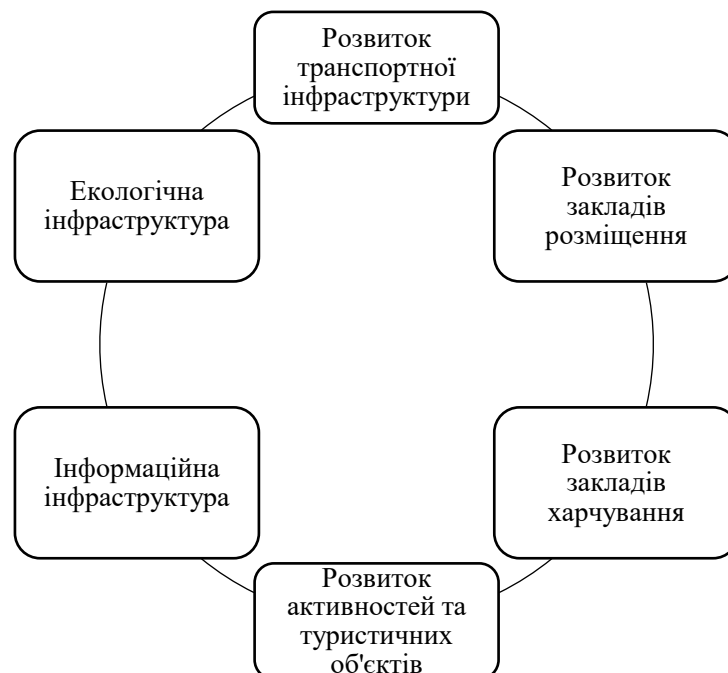 Розвиток
транспортної
інфраструктури
Екологічна
інфраструктура
Розвиток
закладів
розміщення
Інформаційна
інфраструктура
Розвиток
закладів
харчування
Розвиток
активностей та
туристичних
об'єктів